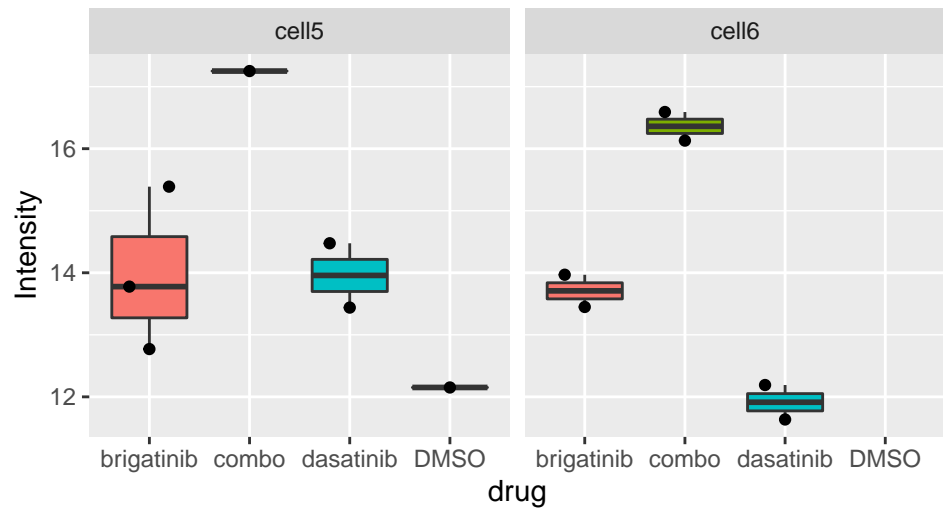 cell5
cell6
Intensity
16
14
12
brigatinib combo dasatinib DMSO
brigatinib combo dasatinib DMSO
drug